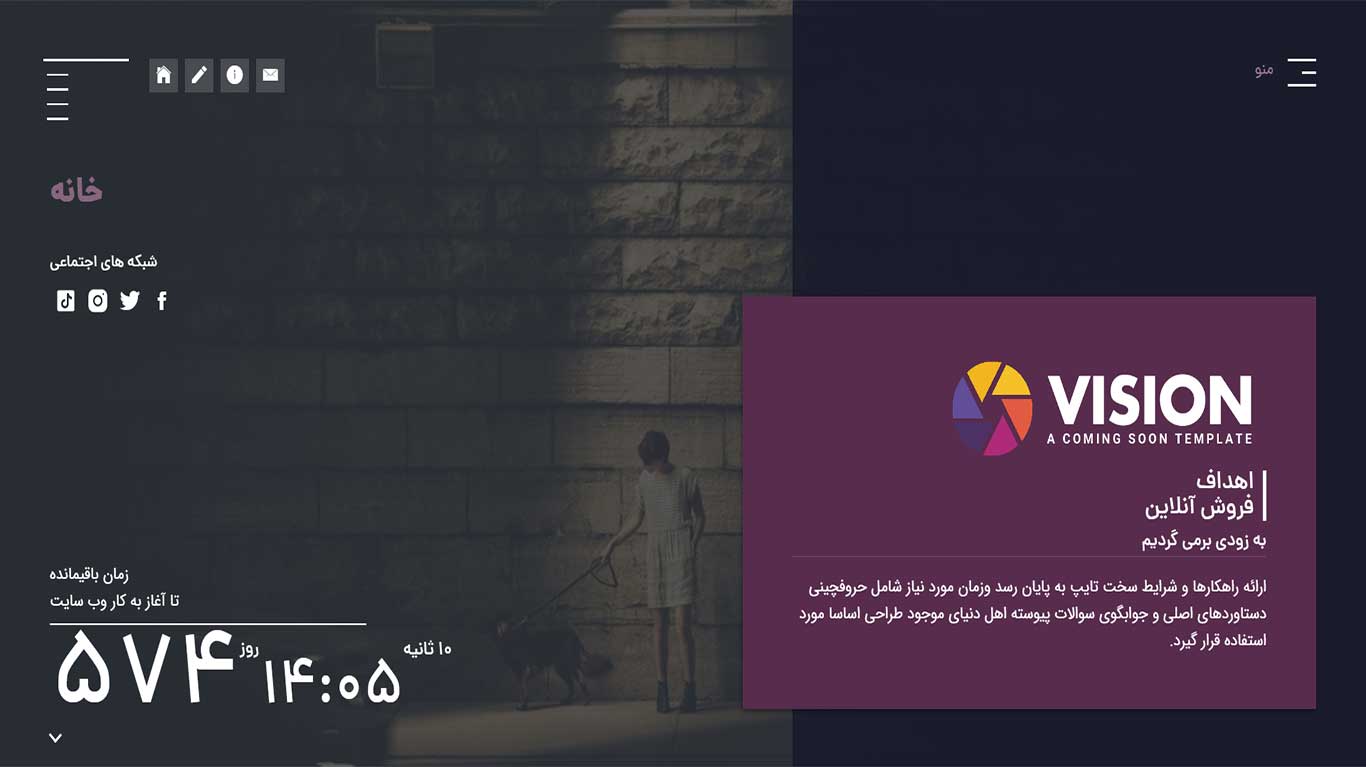 منو
خانه
شبکه های اجتماعی
VISION
A COMING SOON TEMPLATE
اهداف
فروش آنلاین
به زودی برمی گردیم
ارائه راهکارها و شرایط سخت تایپ به پایان رسد وزمان مورد نیاز شامل حروفچینی
دستاوردهای اصلی و جوابگوی سوالات پیوسته اهل دنیای موجود طراحی اساسا مورد
استفاده قرار گیرد.
زمان باقیمانده
تا آغاز به کار وب سایت
۵۷۴ روز ۱۴:۰۵ ۱۰ ثانیه